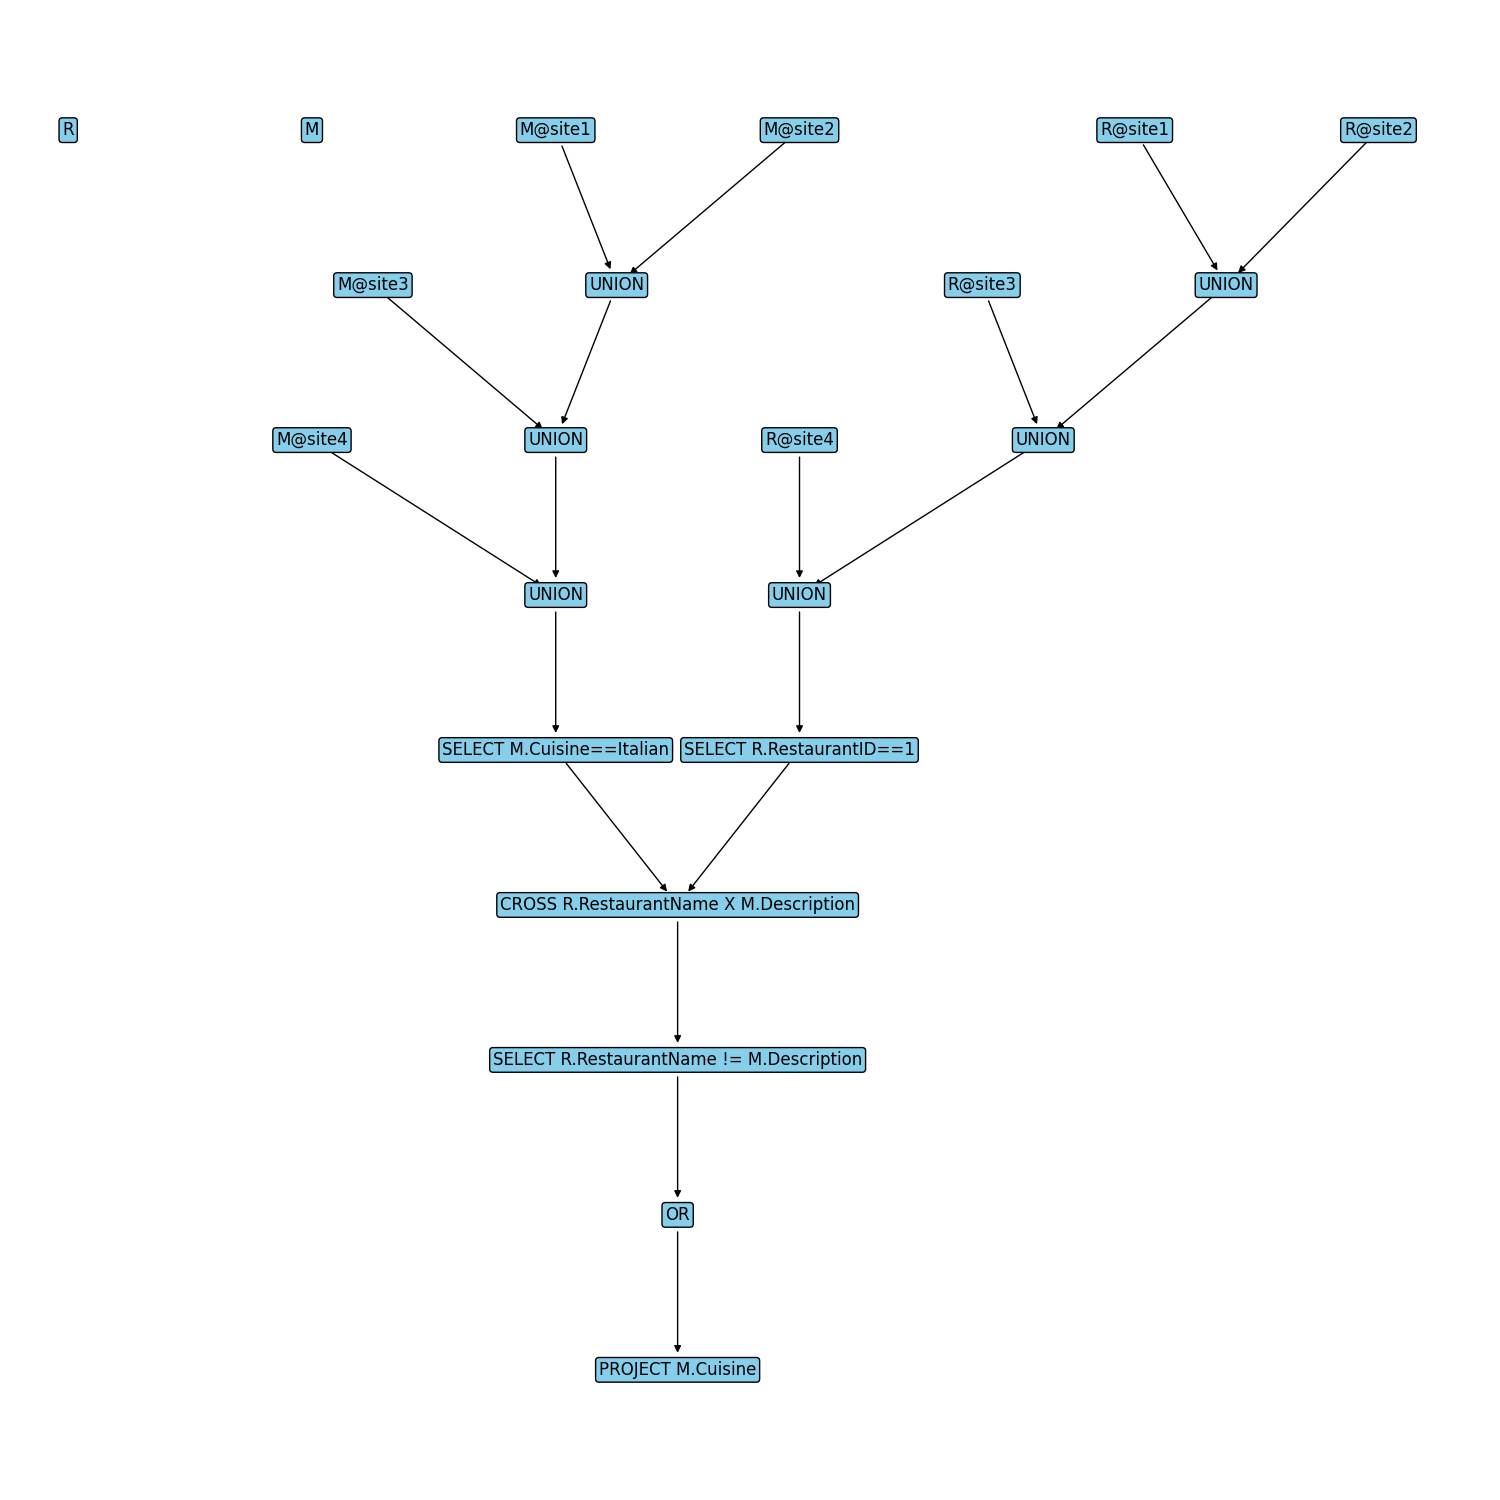 R
M
M@site1
M@site2
R@site1
R@site2
M@site3
UNION
R@site3
UNION
M@site4
UNION
R@site4
UNION
UNION
UNION
SELECT M.Cuisine==Italian
SELECT R.RestaurantID==1
CROSS R.RestaurantName X M.Description
SELECT R.RestaurantName != M.Description
OR
PROJECT M.Cuisine